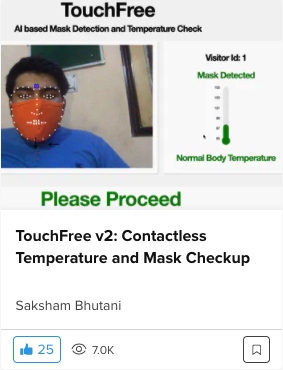 TouchFree
AI based Mask Detection and Temperature Check
Visitor Id: 1
Mask Detected
Normal Body Temperature
Please Proceed
TouchFree v2: Contactless
Temperature and Mask Checkup
Saksham Bhutani
25
7.0K